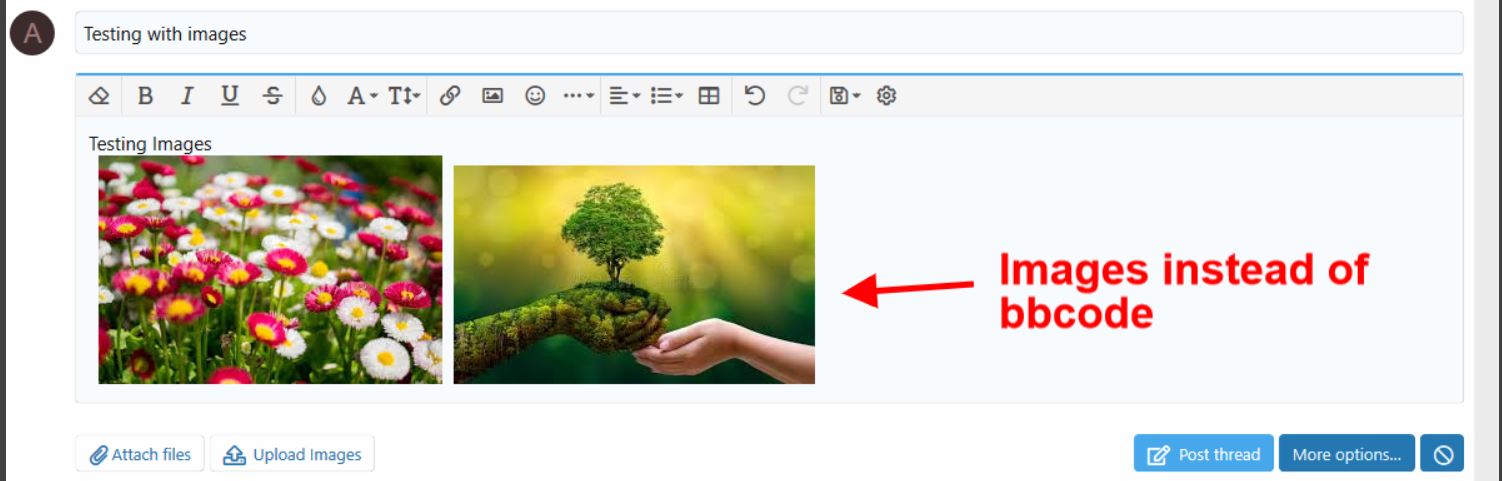 A
Testing with images
B I U S A T
Testing Images
Images instead of
bbcode
Attach files
Upload Images
Post thread
More options...